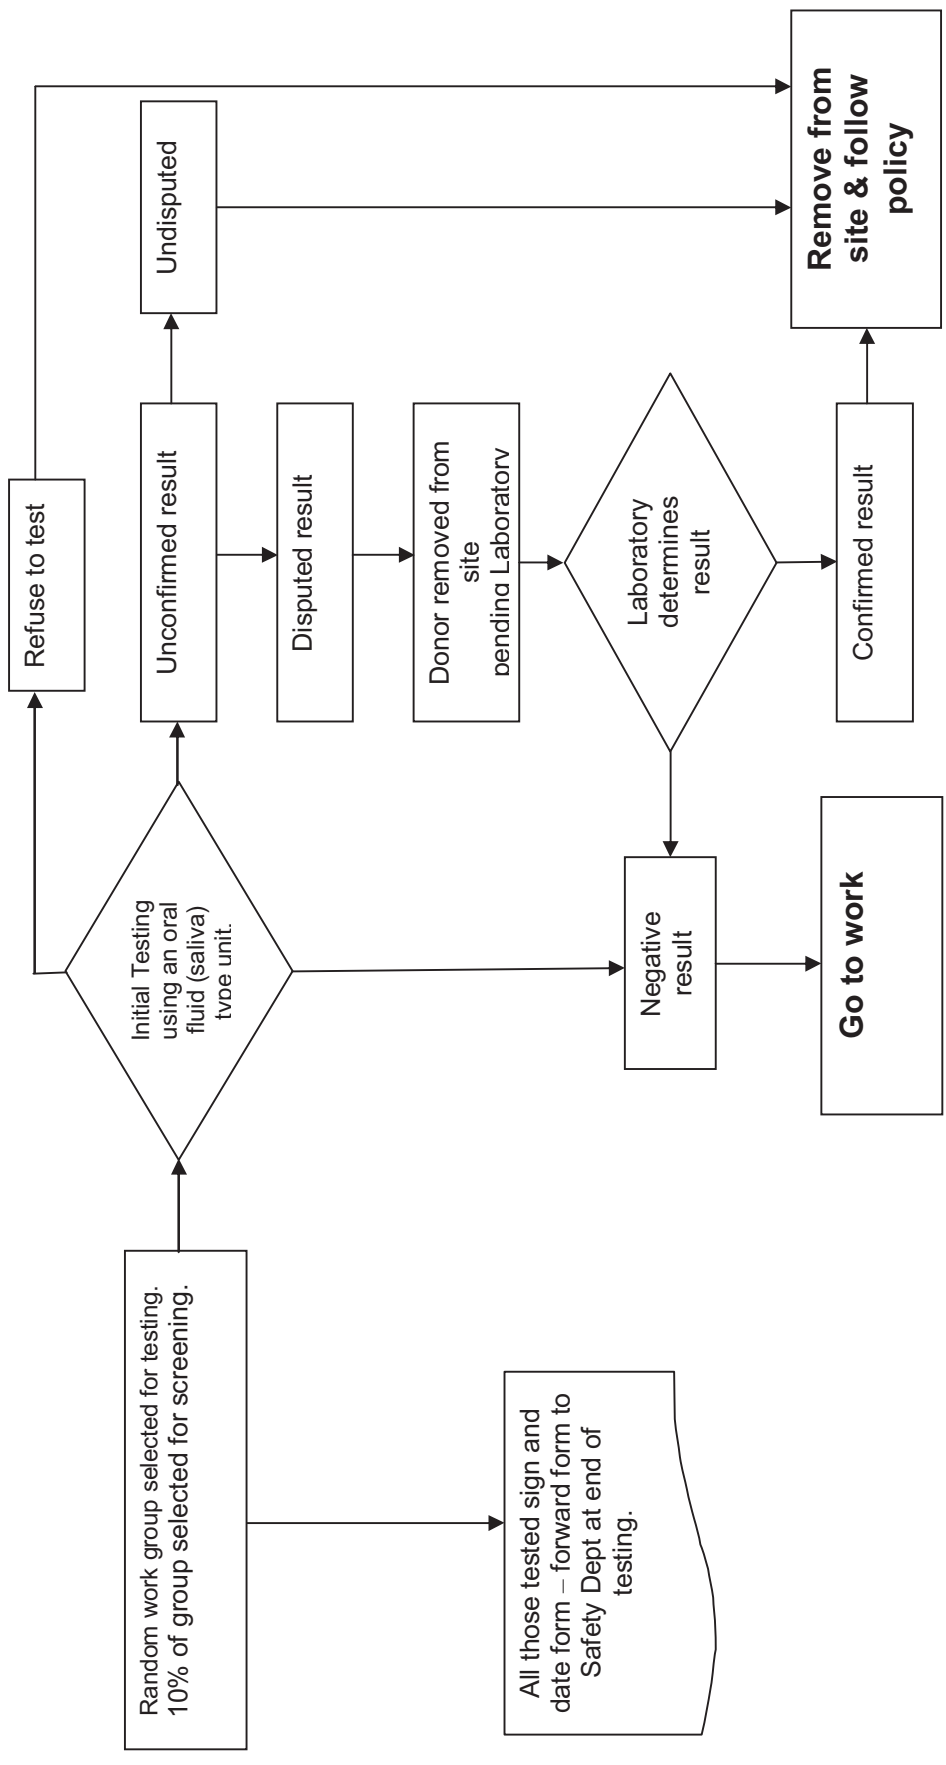 Random work group selected for testing.
10% of group selected for screening.
All those tested sign and
date form – forward form to
Safety Dept at end of
testing.
Initial Testing
using an oral
fluid (saliva)
type unit.
Refuse to test
Unconfirmed result
Undisputed
Disputed result
Donor removed from
site
pending Laboratory
Laboratory
determines
result
Negative
result
Confirmed result
Go to work
Remove from
site & follow
policy